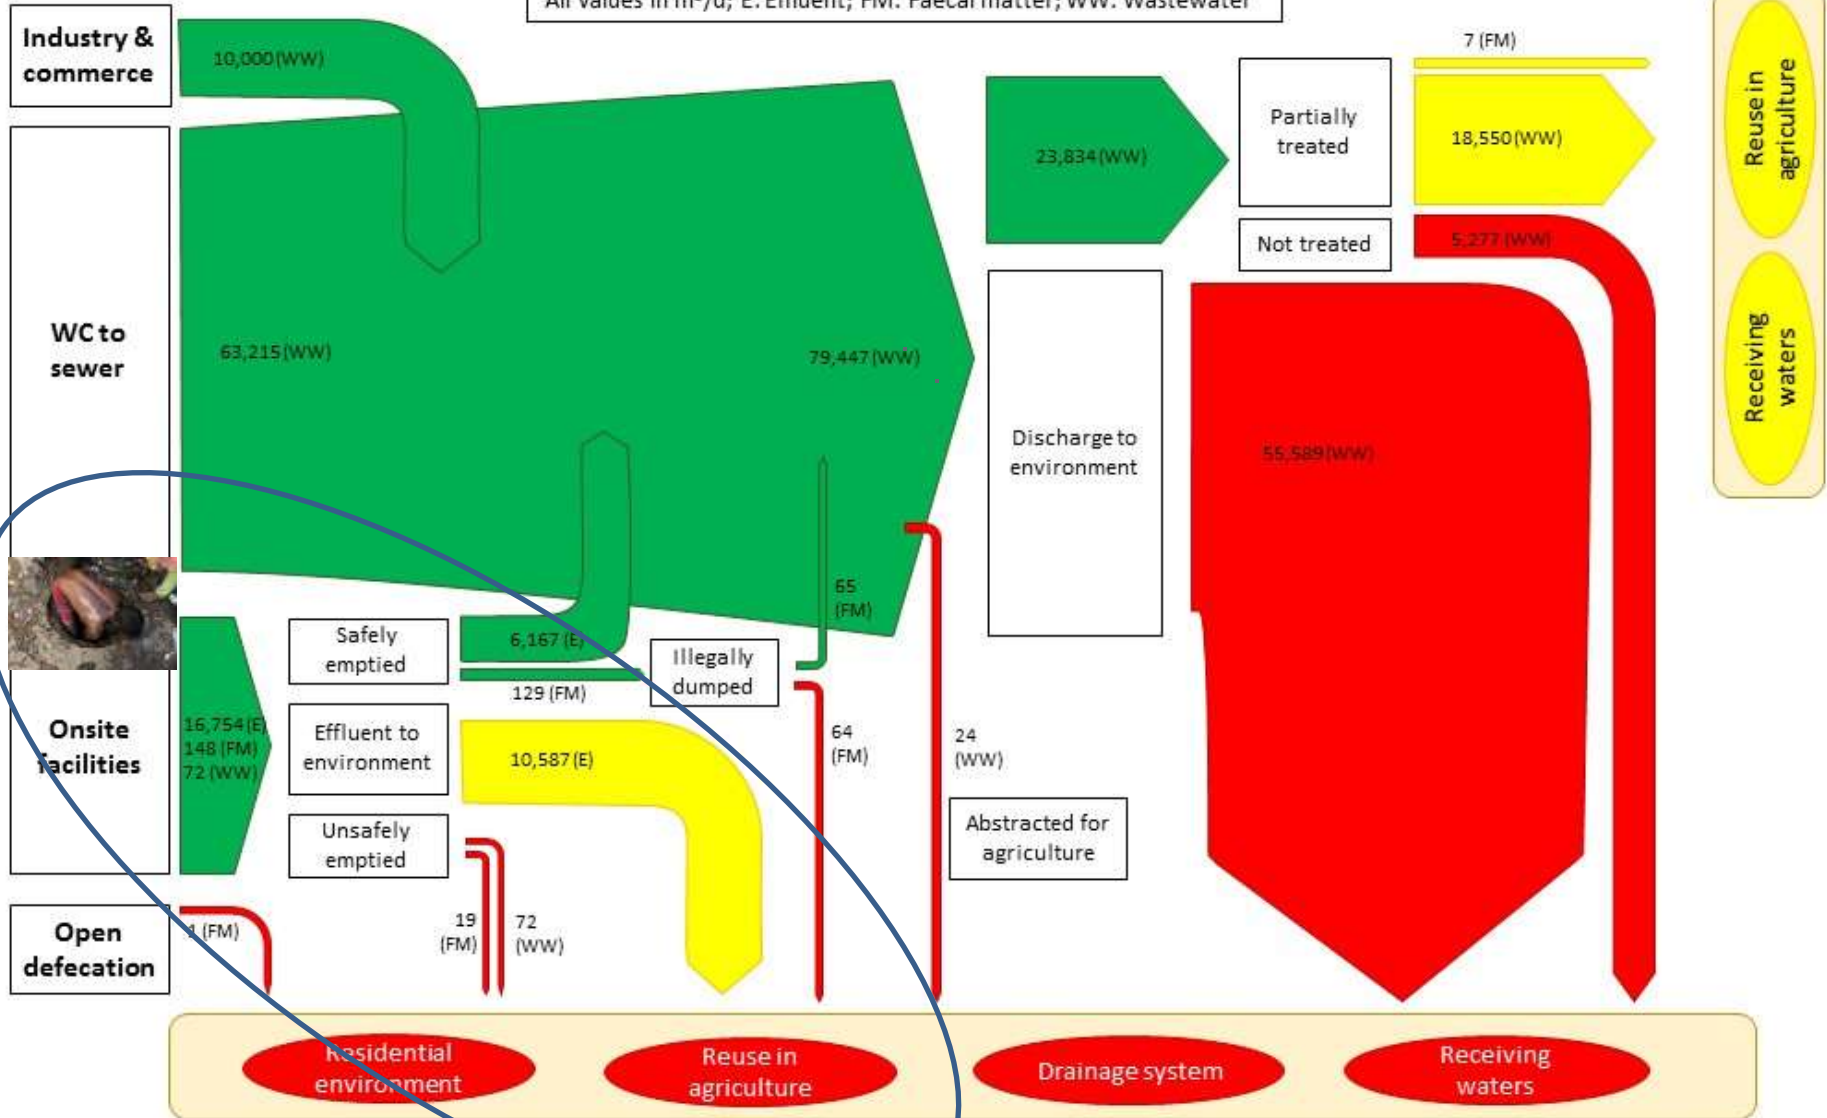 All values in m³/d; E: Effluent; FM: Faecal matter; WW: Wastewater
Industry &
commerce
10,000(WW)
WC to
sewer
63,215(WW)
79,447(WW)
23,834(WW)
Partially
treated
7 (FM)
18,550(WW)
Not treated
5,277 (WW)
Reuse in
agriculture
Receiving
waters
Discharge to
environment
55,589(WW)
Onsite
facilities
16,754(E)
148 (FM)
72 (WW)
Safely
emptied
6,167 (E)
129 (FM)
Illegally
dumped
65
(FM)
64
(FM)
24
(WW)
Abstracted for
agriculture
Effluent to
environment
10,587(E)
Unsafely
emptied
19
(FM)
72
(WW)
Open
defecation
1 (FM)
Residential
environment
Reuse in
agriculture
Drainage system
Receiving
waters